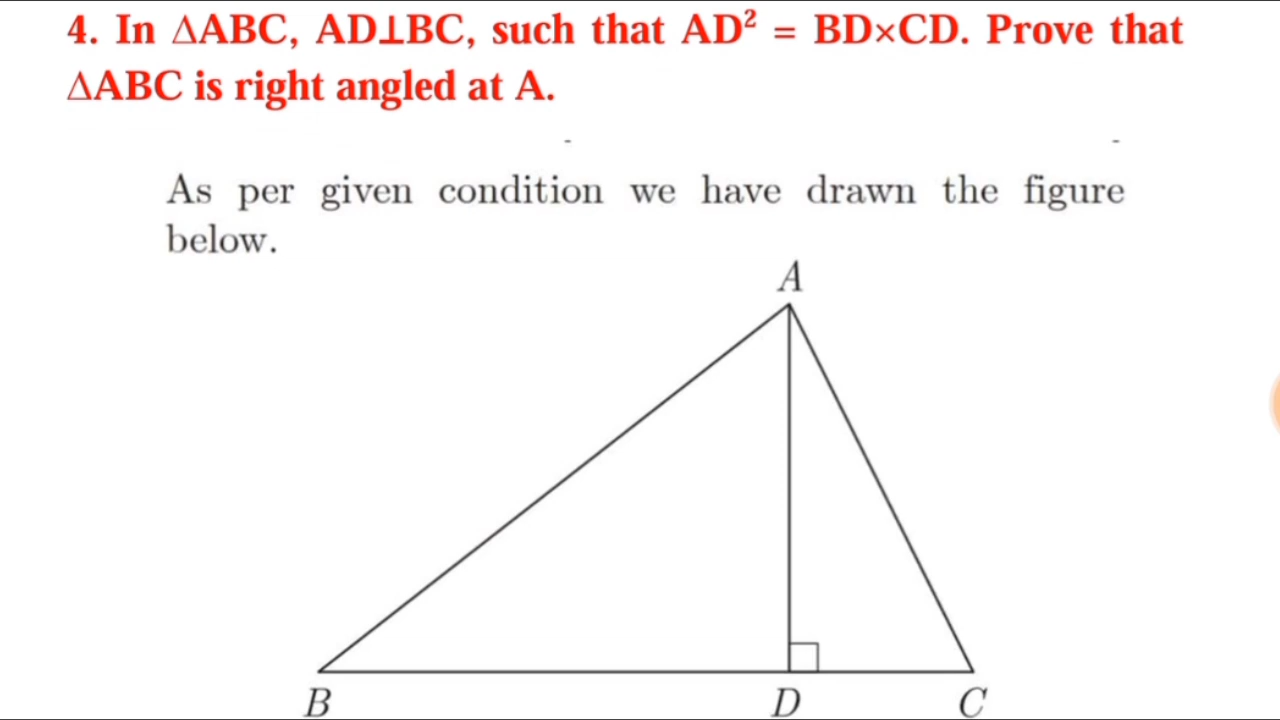 4. In ΔABC, AD⊥BC, such that AD² = BD×CD. Prove that
ΔABC is right angled at A.
As per given condition we have drawn the figure
below.
A
B D C